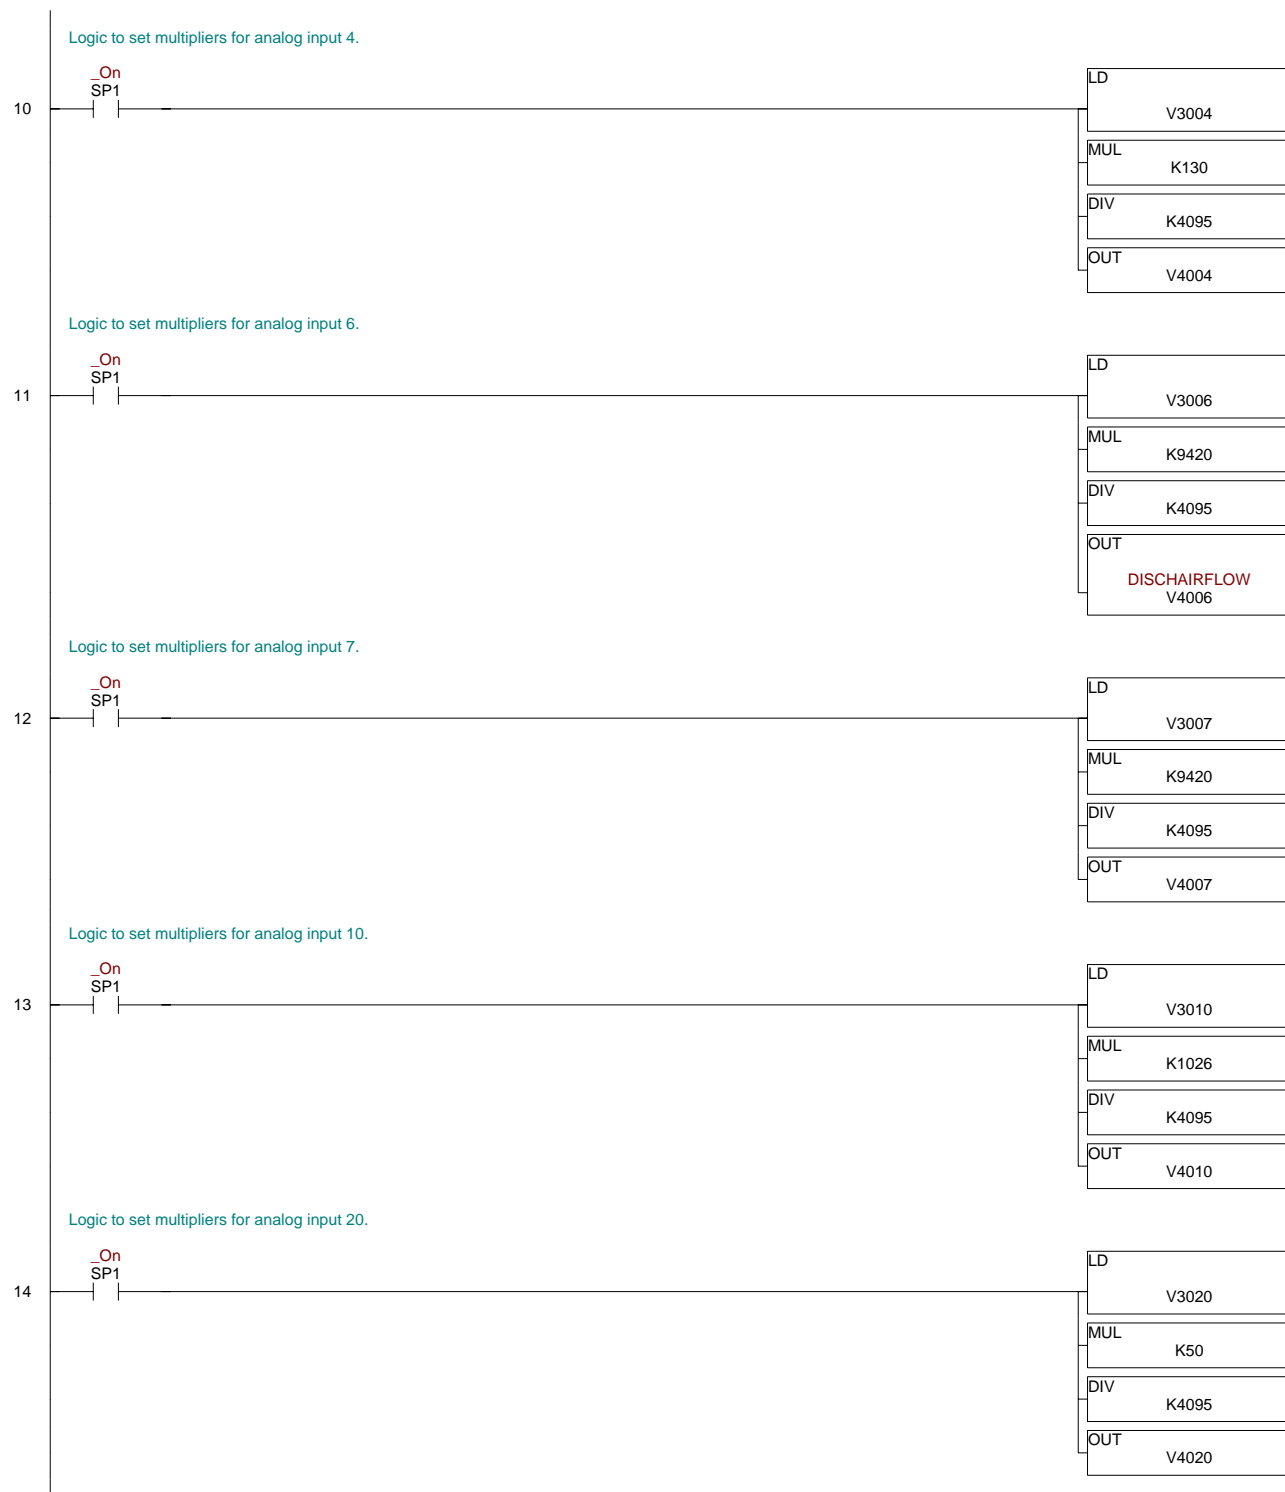 Logic to set multipliers for analog input 4.
_On
SP1
10
LD
V3004
MUL
K130
DIV
K4095
OUT
V4004
Logic to set multipliers for analog input 6.
_On
SP1
11
LD
V3006
MUL
K9420
DIV
K4095
OUT
DISCHAIRFLOW
V4006
Logic to set multipliers for analog input 7.
_On
SP1
12
LD
V3007
MUL
K9420
DIV
K4095
OUT
V4007
Logic to set multipliers for analog input 10.
_On
SP1
13
LD
V3010
MUL
K1026
DIV
K4095
OUT
V4010
Logic to set multipliers for analog input 20.
_On
SP1
14
LD
V3020
MUL
K50
DIV
K4095
OUT
V4020